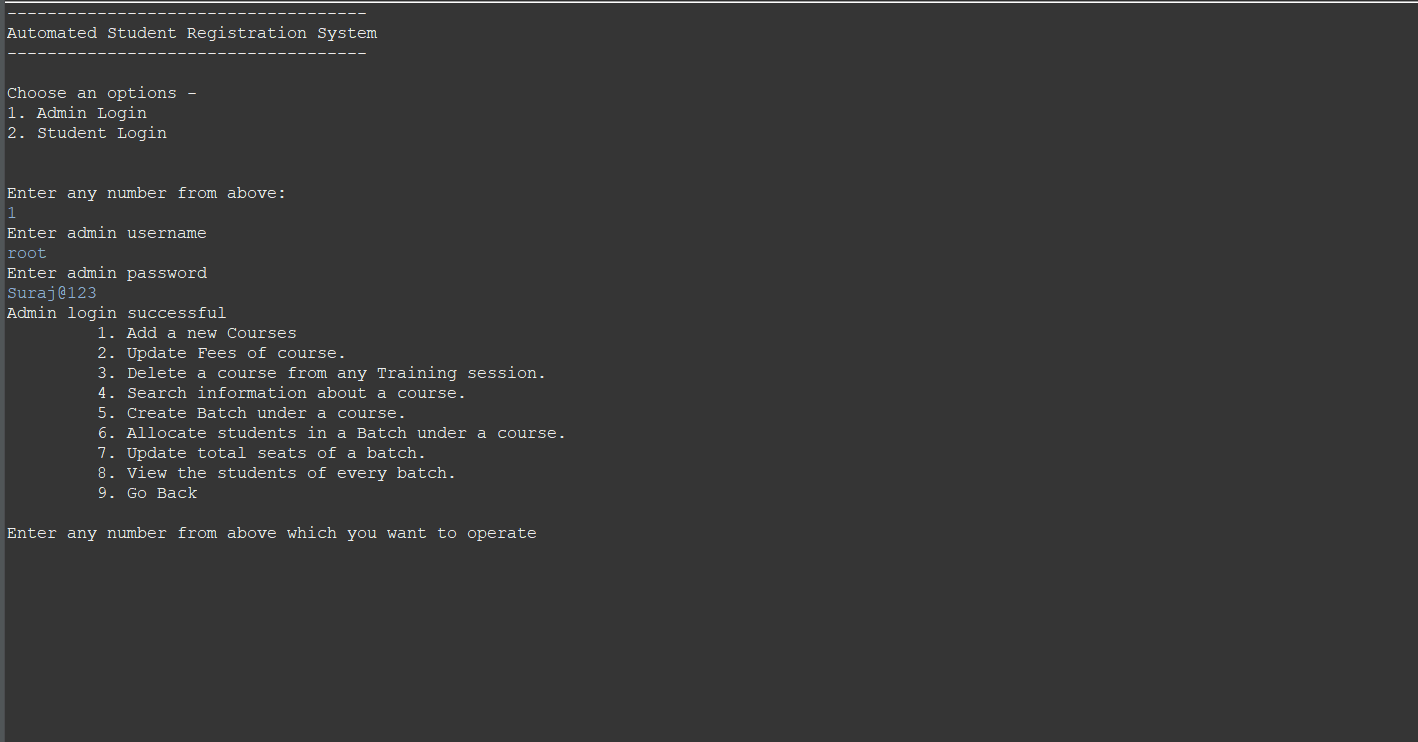 ------------------------------------
Automated Student Registration System
------------------------------------
Choose an options -
1. Admin Login
2. Student Login
Enter any number from above:
1
Enter admin username
root
Enter admin password
Suraj@123
Admin login successful
1. Add a new Courses
2. Update Fees of course.
3. Delete a course from any Training session.
4. Search information about a course.
5. Create Batch under a course.
6. Allocate students in a Batch under a course.
7. Update total seats of a batch.
8. View the students of every batch.
9. Go Back
Enter any number from above which you want to operate